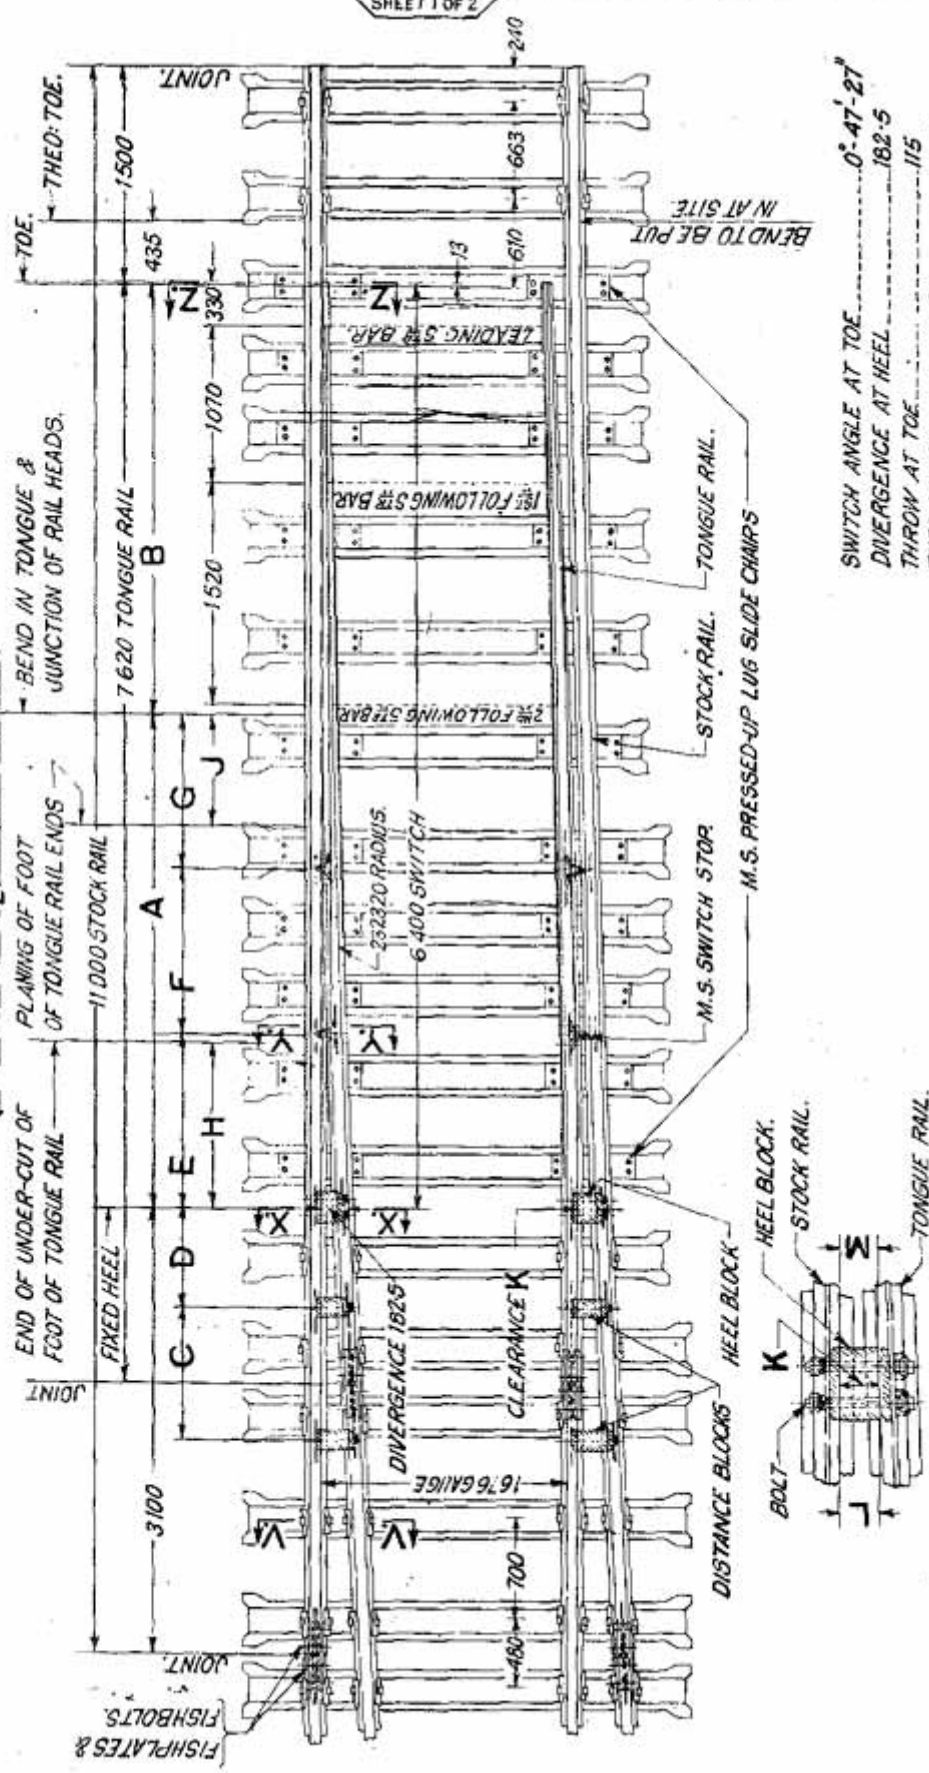 SHEET 1 OF 2
TOE.
THEO: TOE.
JOINT.
BEND IN TONGUE &
JUNCTION OF RAIL HEADS.
PLANING OF FOOT
OF TONGUE RAIL ENDS
END OF UNDER-CUT OF
FOOT OF TONGUE RAIL
FIXED HEEL
JOINT
JOINT.
FISHPLATES &
FISHBOLTS.
11000 STOCK RAIL
7620 TONGUE RAIL
1500
435
330
1070
1520
3100
A
B
C
D
E
F
G
H
J
Z
Z
Y
Y
X
X
V
V
LEADING STR. BAR.
1ST FOLLOWING STR. BAR
2ND FOLLOWING STR. BAR
232320 RADIUS.
6400 SWITCH
DIVERGENCE 182.5
CLEARANCE K
1676 GAUGE
240
663
610
13
700
480
BEND TO BE PUT
IN AT SITE.
TONGUE RAIL.
STOCK RAIL.
M.S. SWITCH STOP.
M.S. PRESSED-UP LUG SLIDE CHAIRS
HEEL BLOCK
DISTANCE BLOCKS
BOLT
K
HEEL BLOCK.
STOCK RAIL.
TONGUE RAIL.
L
M
SWITCH ANGLE AT TOE 0°-47'-27"
DIVERGENCE AT HEEL 182.5
THROW AT TOE 115